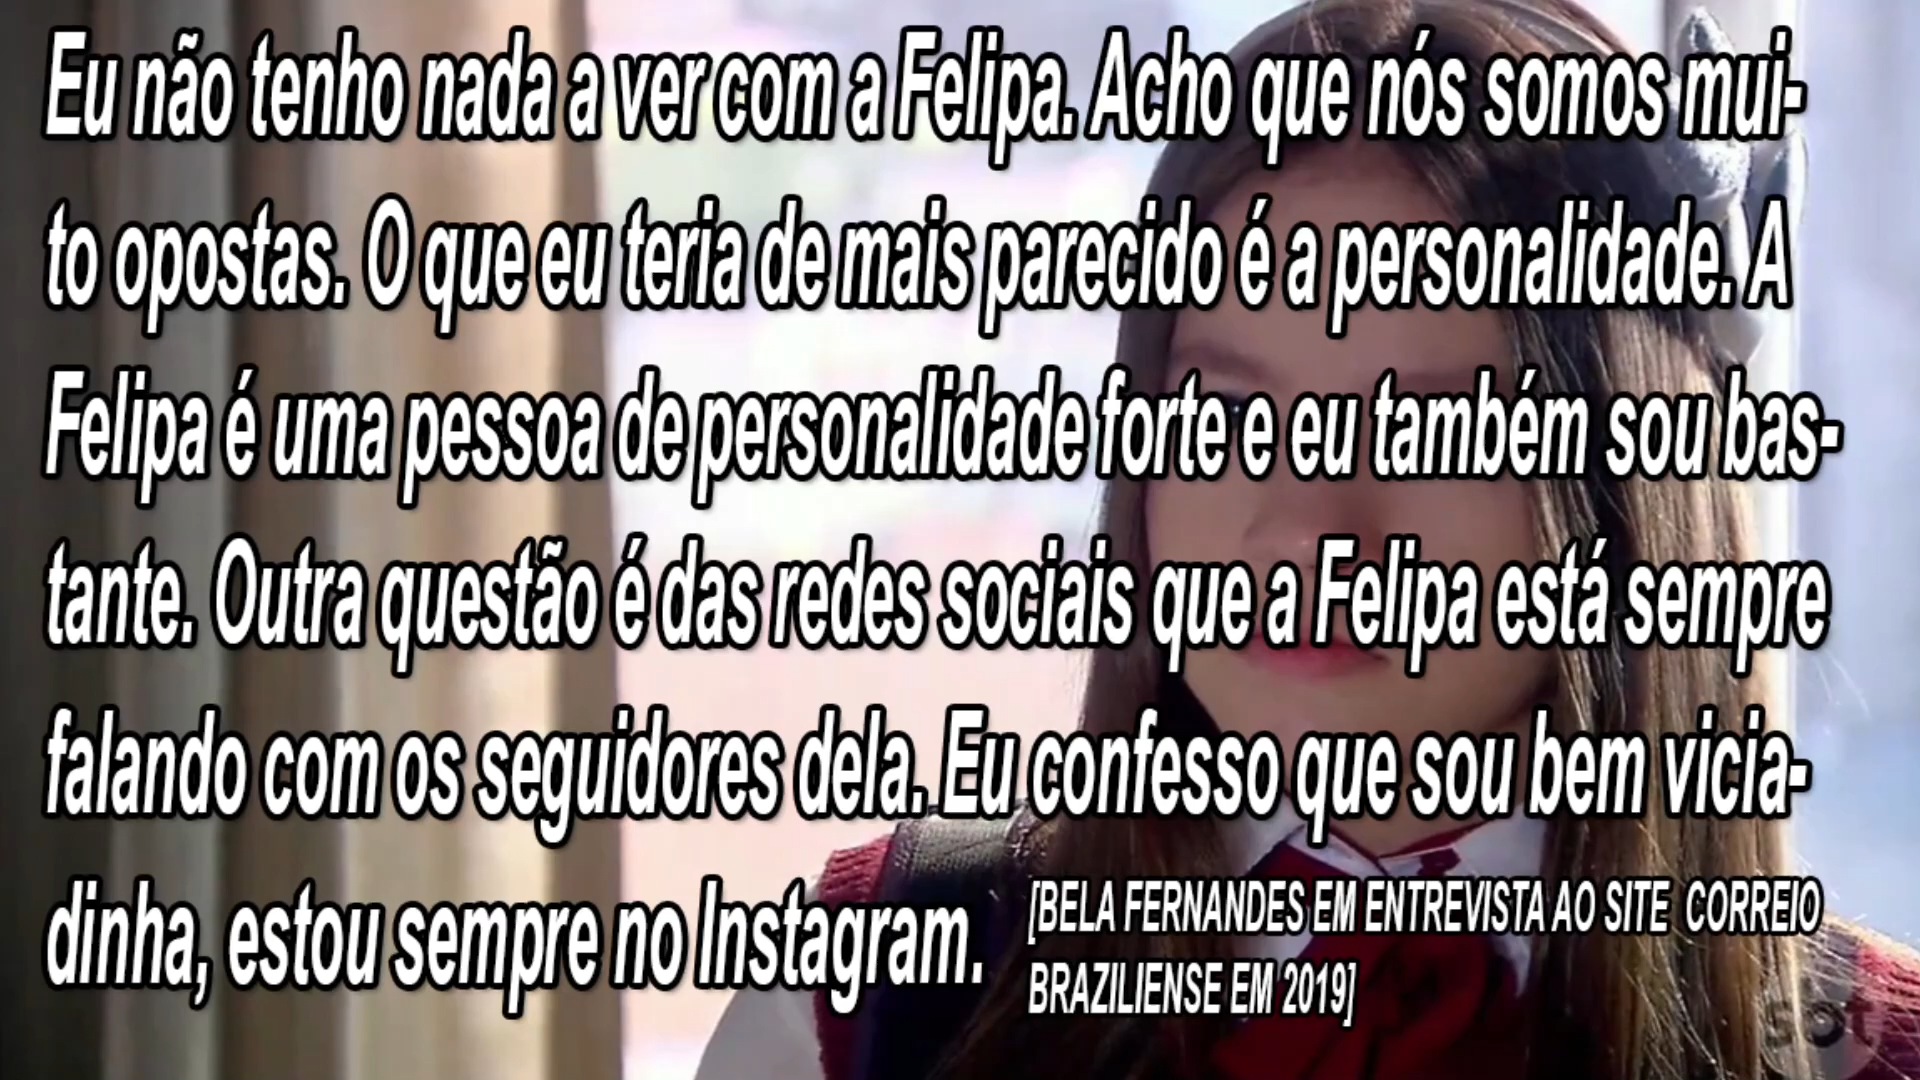 Eu não tenho nada a ver com a Felipa. Acho que nós somos mui-
to opostas. O que eu teria de mais parecido é a personalidade. A
Felipa é uma pessoa de personalidade forte e eu também sou bas-
tante. Outra questão é das redes sociais que a Felipa está sempre
falando com os seguidores dela. Eu confesso que sou bem vicia-
dinha, estou sempre no Instagram.
[BELA FERNANDES EM ENTREVISTA AO SITE CORREIO
BRAZILIENSE EM 2019]